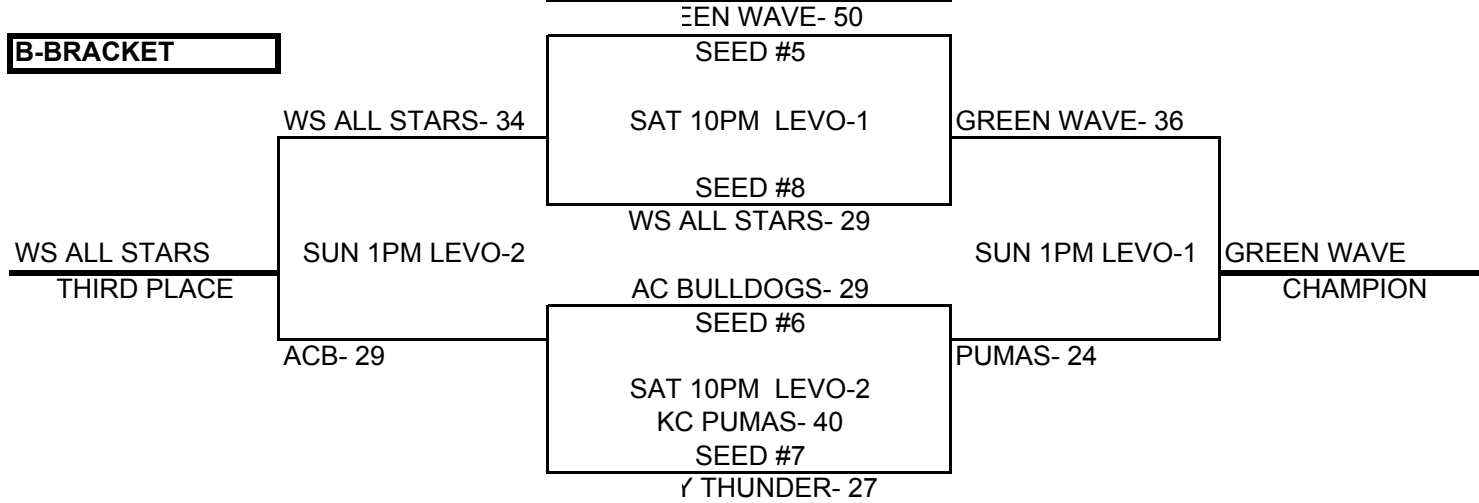 WAVE- 50
B-BRACKET
SEED #5
WS ALL STARS- 34
SAT 10PM LEVO-1
GREEN WAVE- 36
SEED #8
WS ALL STARS- 29
WS ALL STARS
SUN 1PM LEVO-2
SUN 1PM LEVO-1
GREEN WAVE
THIRD PLACE
AC BULLDOGS- 29
CHAMPION
SEED #6
ACB- 29
PUMAS- 24
SAT 10PM LEVO-2
KC PUMAS- 40
SEED #7
THUNDER- 27